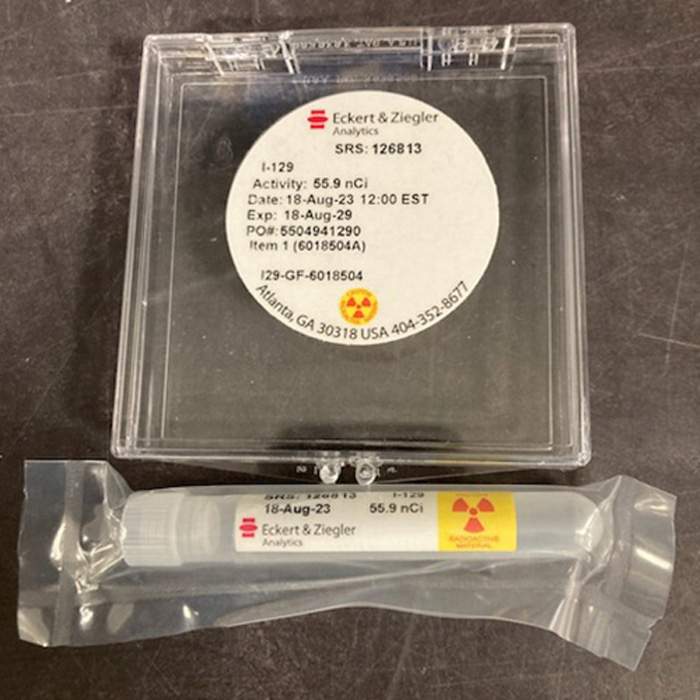 Eckert & Ziegler
Analytics
SRS: 126813
I-129
Activity: 55.9 nCi
Date: 18-Aug-23 12:00 EST
Exp: 18-Aug-29
PO#: 5504941290
Item 1 (6018504A)
I29-GF-6018504
Atlanta, GA 30318 USA 404-352-8677
SRS: 126813 I-129
18-Aug-23 55.9 nCi
Eckert & Ziegler
Analytics
RADIOACTIVE
MATERIAL